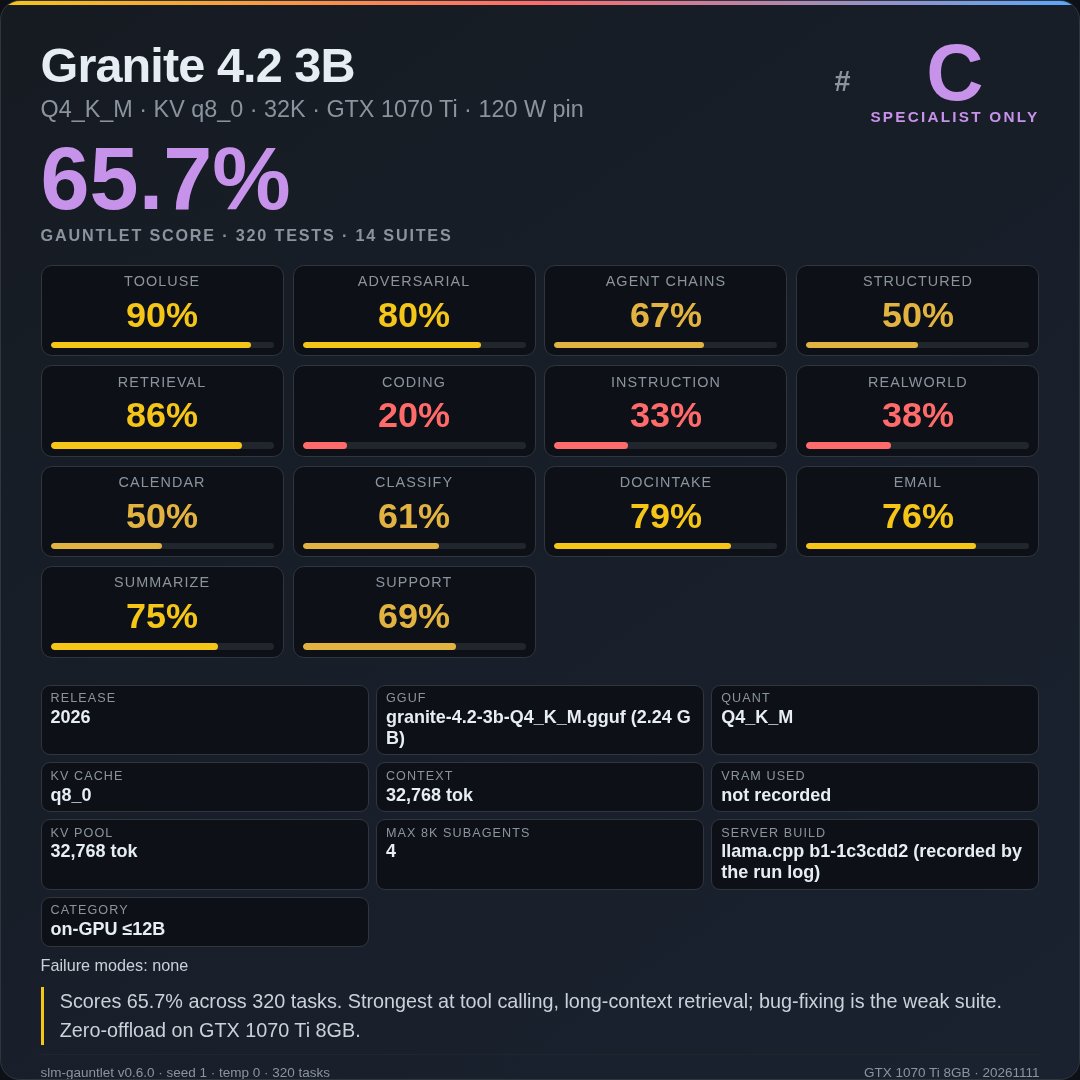 Granite 4.2 3B
Q4_K_M · KV q8_0 · 32K · GTX 1070 Ti · 120 W pin
#
C
SPECIALIST ONLY
65.7%
GAUNTLET SCORE · 320 TESTS · 14 SUITES
TOOLUSE
90%
ADVERSARIAL
80%
AGENT CHAINS
67%
STRUCTURED
50%
RETRIEVAL
86%
CODING
20%
INSTRUCTION
33%
REALWORLD
38%
CALENDAR
50%
CLASSIFY
61%
DOCINTAKE
79%
EMAIL
76%
SUMMARIZE
75%
SUPPORT
69%
RELEASE
2026
GGUF
granite-4.2-3b-Q4_K_M.gguf (2.24 G
B)
QUANT
Q4_K_M
KV CACHE
q8_0
CONTEXT
32,768 tok
VRAM USED
not recorded
KV POOL
32,768 tok
MAX 8K SUBAGENTS
4
SERVER BUILD
llama.cpp b1-1c3cdd2 (recorded by
the run log)
CATEGORY
on-GPU ≤12B
Failure modes: none
Scores 65.7% across 320 tasks. Strongest at tool calling, long-context retrieval; bug-fixing is the weak suite.
Zero-offload on GTX 1070 Ti 8GB.
slm-gauntlet v0.6.0 · seed 1 · temp 0 · 320 tasks
GTX 1070 Ti 8GB · 20261111